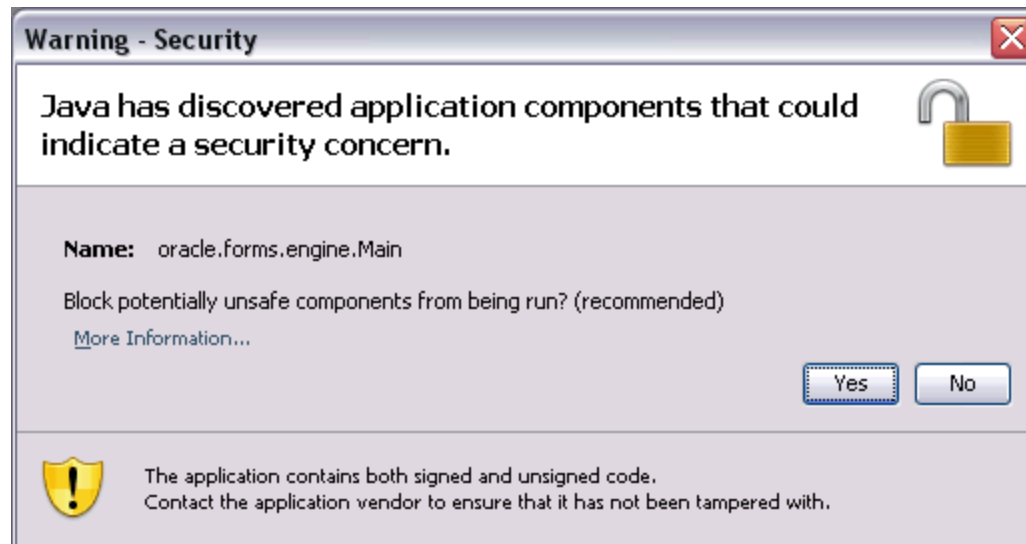 Warning - Security
Java has discovered application components that could
indicate a security concern.
Name: oracle.forms.engine.Main
Block potentially unsafe components from being run? (recommended)
More Information...
Yes No
The application contains both signed and unsigned code.
Contact the application vendor to ensure that it has not been tampered with.